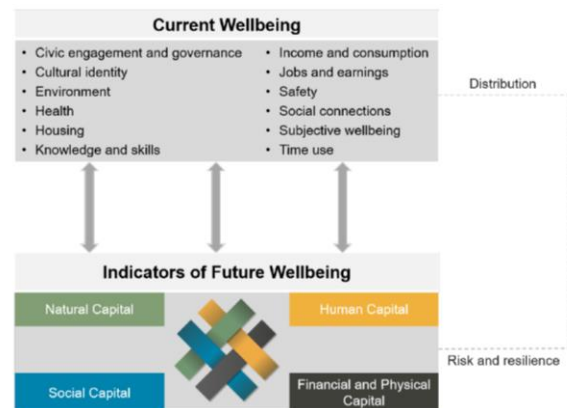 Current Wellbeing
• Civic engagement and governance
• Cultural identity
• Environment
• Health
• Housing
• Knowledge and skills
• Income and consumption
• Jobs and earnings
• Safety
• Social connections
• Subjective wellbeing
• Time use
Distribution
Indicators of Future Wellbeing
Natural Capital
Human Capital
Social Capital
Financial and Physical
Capital
Risk and resilience